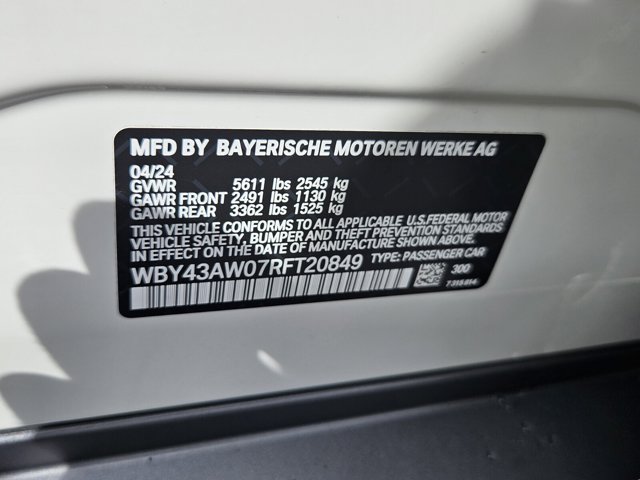 MFD BY BAYERISCHE MOTOREN WERKE AG
04/24
GVWR 5611 lbs 2545 kg
GAWR FRONT 2491 lbs 1130 kg
GAWR REAR 3362 lbs 1525 kg
THIS VEHICLE CONFORMS TO ALL APPLICABLE U.S.FEDERAL MOTOR
VEHICLE SAFETY, BUMPER AND THEFT PREVENTION STANDARDS
IN EFFECT ON THE DATE OF MANUFACTURE SHOWN ABOVE.
WBY43AW07RFT20849 TYPE: PASSENGER CAR
300